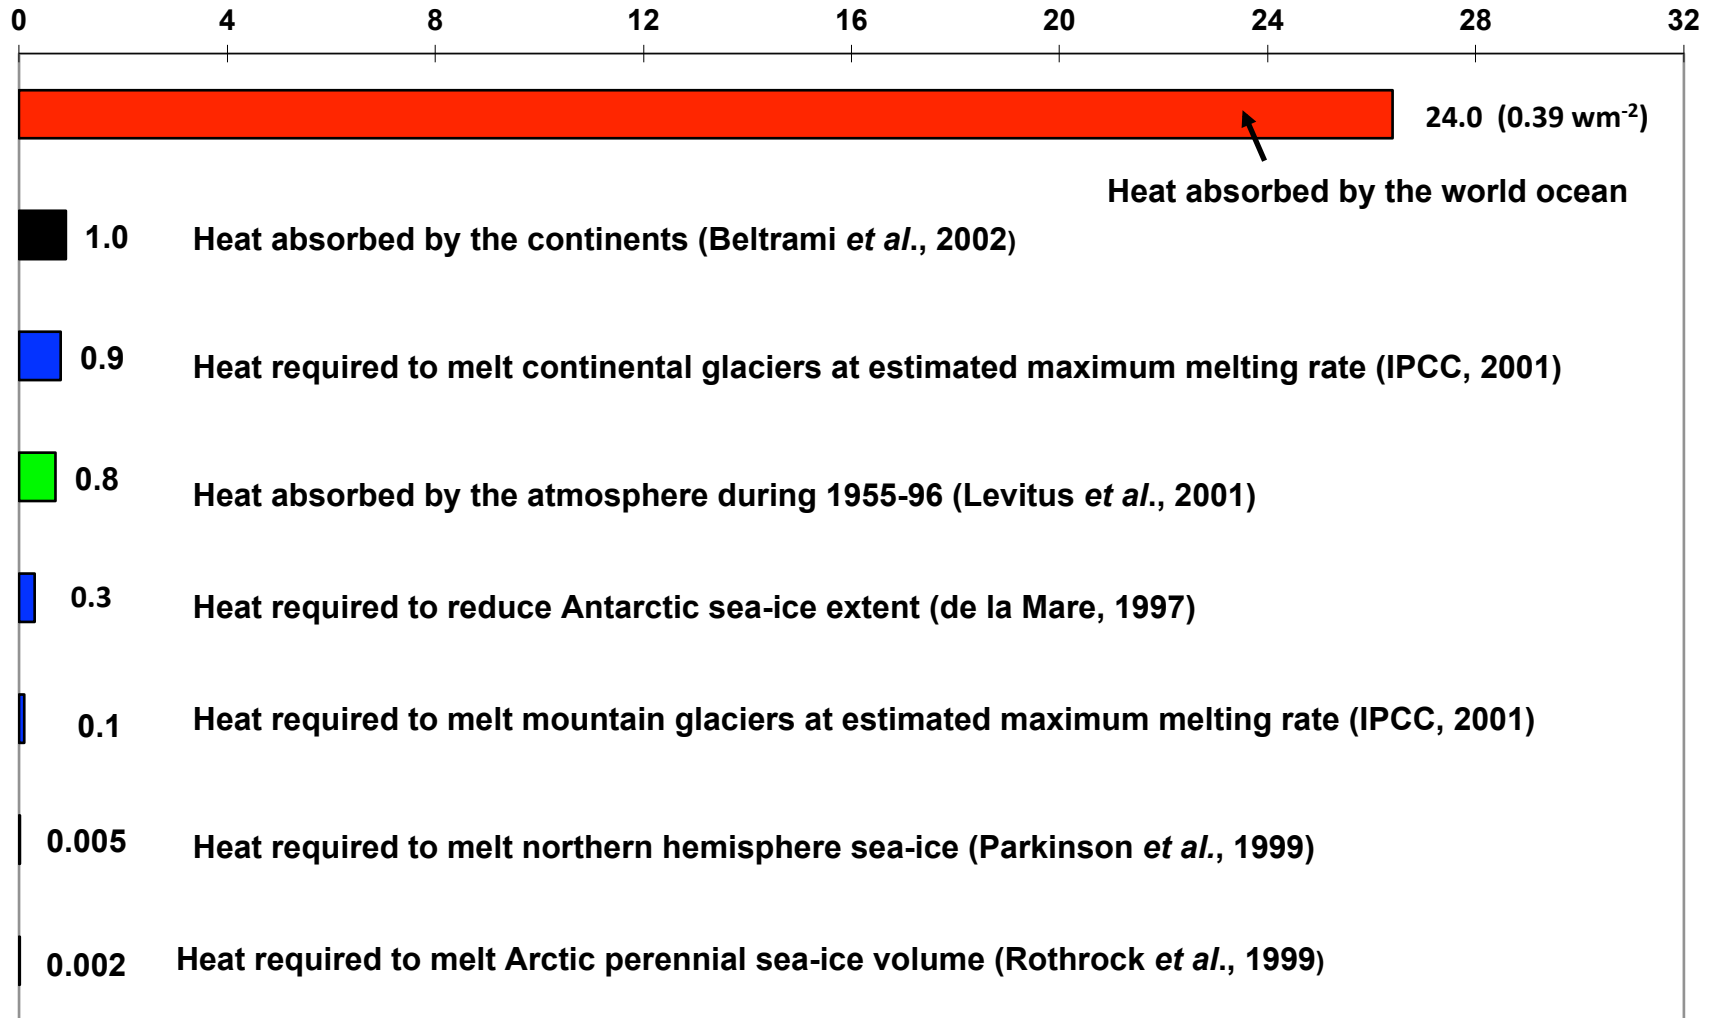 0 4 8 12 16 20 24 28 32
24.0 (0.39 wm⁻²)
Heat absorbed by the world ocean
1.0 Heat absorbed by the continents (Beltrami et al., 2002)
0.9 Heat required to melt continental glaciers at estimated maximum melting rate (IPCC, 2001)
0.8 Heat absorbed by the atmosphere during 1955-96 (Levitus et al., 2001)
0.3 Heat required to reduce Antarctic sea-ice extent (de la Mare, 1997)
0.1 Heat required to melt mountain glaciers at estimated maximum melting rate (IPCC, 2001)
0.005 Heat required to melt northern hemisphere sea-ice (Parkinson et al., 1999)
0.002 Heat required to melt Arctic perennial sea-ice volume (Rothrock et al., 1999)